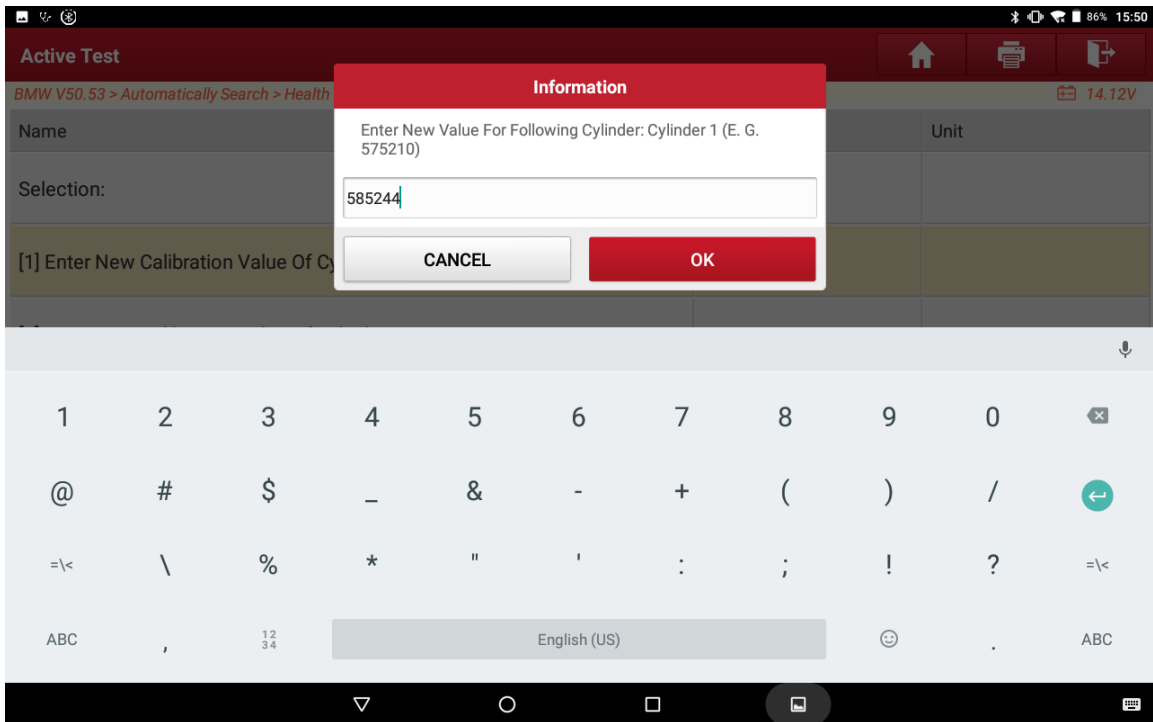 86% 15:50
Active Test
BMW V50.53 > Automatically Search > Health
14.12V
Information
Name
Unit
Enter New Value For Following Cylinder: Cylinder 1 (E. G.
575210)
Selection:
585244
[1] Enter New Calibration Value Of Cy
CANCEL
OK
1 2 3 4 5 6 7 8 9 0
@ # $ _ & - + ( ) /
=\< \ % * " ' : ; ! ? =\<
ABC , 12 34 English (US) . ABC